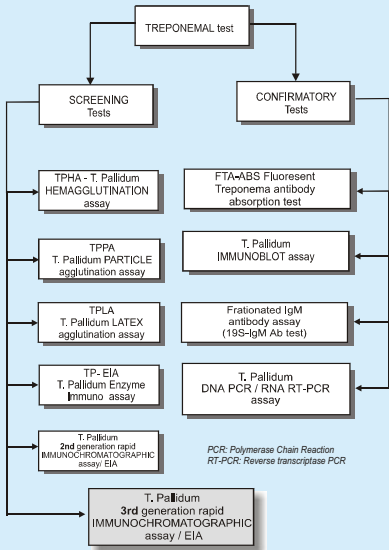 TREPONEMAL test
SCREENING
Tests
CONFIRMATORY
Tests
TPHA - T. Pallidum
HEMAGGLUTINATION
assay
FTA-ABS Fluoresent
Treponema antibody
absorption test
TPPA
T. Pallidum PARTICLE
agglutination assay
T. Pallidum
IMMUNOBLOT assay
TPLA
T. Pallidum LATEX
agglutination assay
Frationated IgM
antibody assay
(19S-IgM Ab test)
TP- EIA
T. Pallidum Enzyme
Immuno assay
T. Pallidum
DNA PCR / RNA RT-PCR
assay
T. Pallidum
2nd generation rapid
IMMUNOCHROMATOGRAPHIC
assay/ EIA
PCR: Polymerase Chain Reaction
RT-PCR: Reverse transcriptase PCR
T. Pallidum
3rd generation rapid
IMMUNOCHROMATOGRAPHIC
assay / EIA